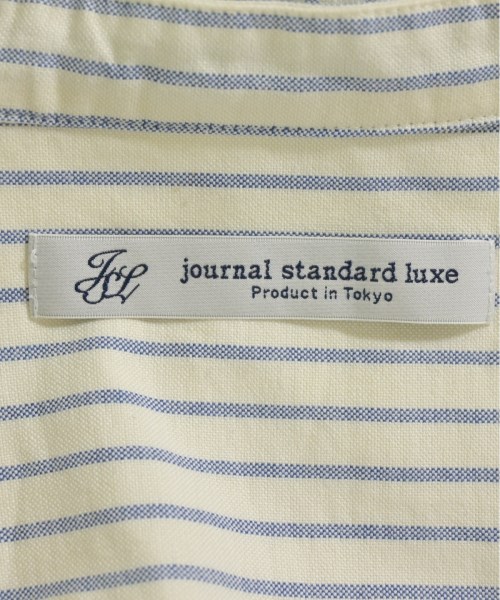 JSL journal standard luxe
Product in Tokyo